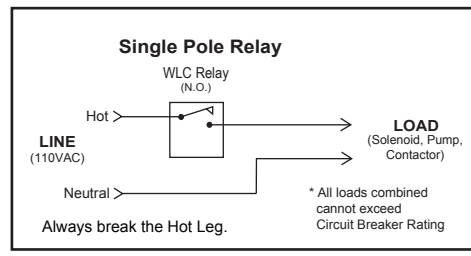 Single Pole Relay
WLC Relay
(N.O.)
Hot
LINE
(110VAC)
LOAD
(Solenoid, Pump,
Contactor)
Neutral
* All loads combined
cannot exceed
Circuit Breaker Rating
Always break the Hot Leg.